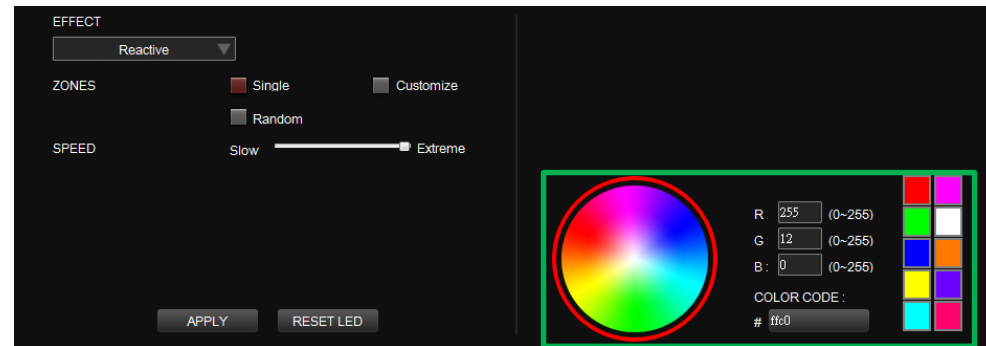 EFFECT
Reactive
ZONES
Single
Customize
Random
SPEED
Slow
Extreme
APPLY
RESET LED
R 255 (0~255)
G 12 (0~255)
B: 0 (0~255)
COLOR CODE :
# ffc0